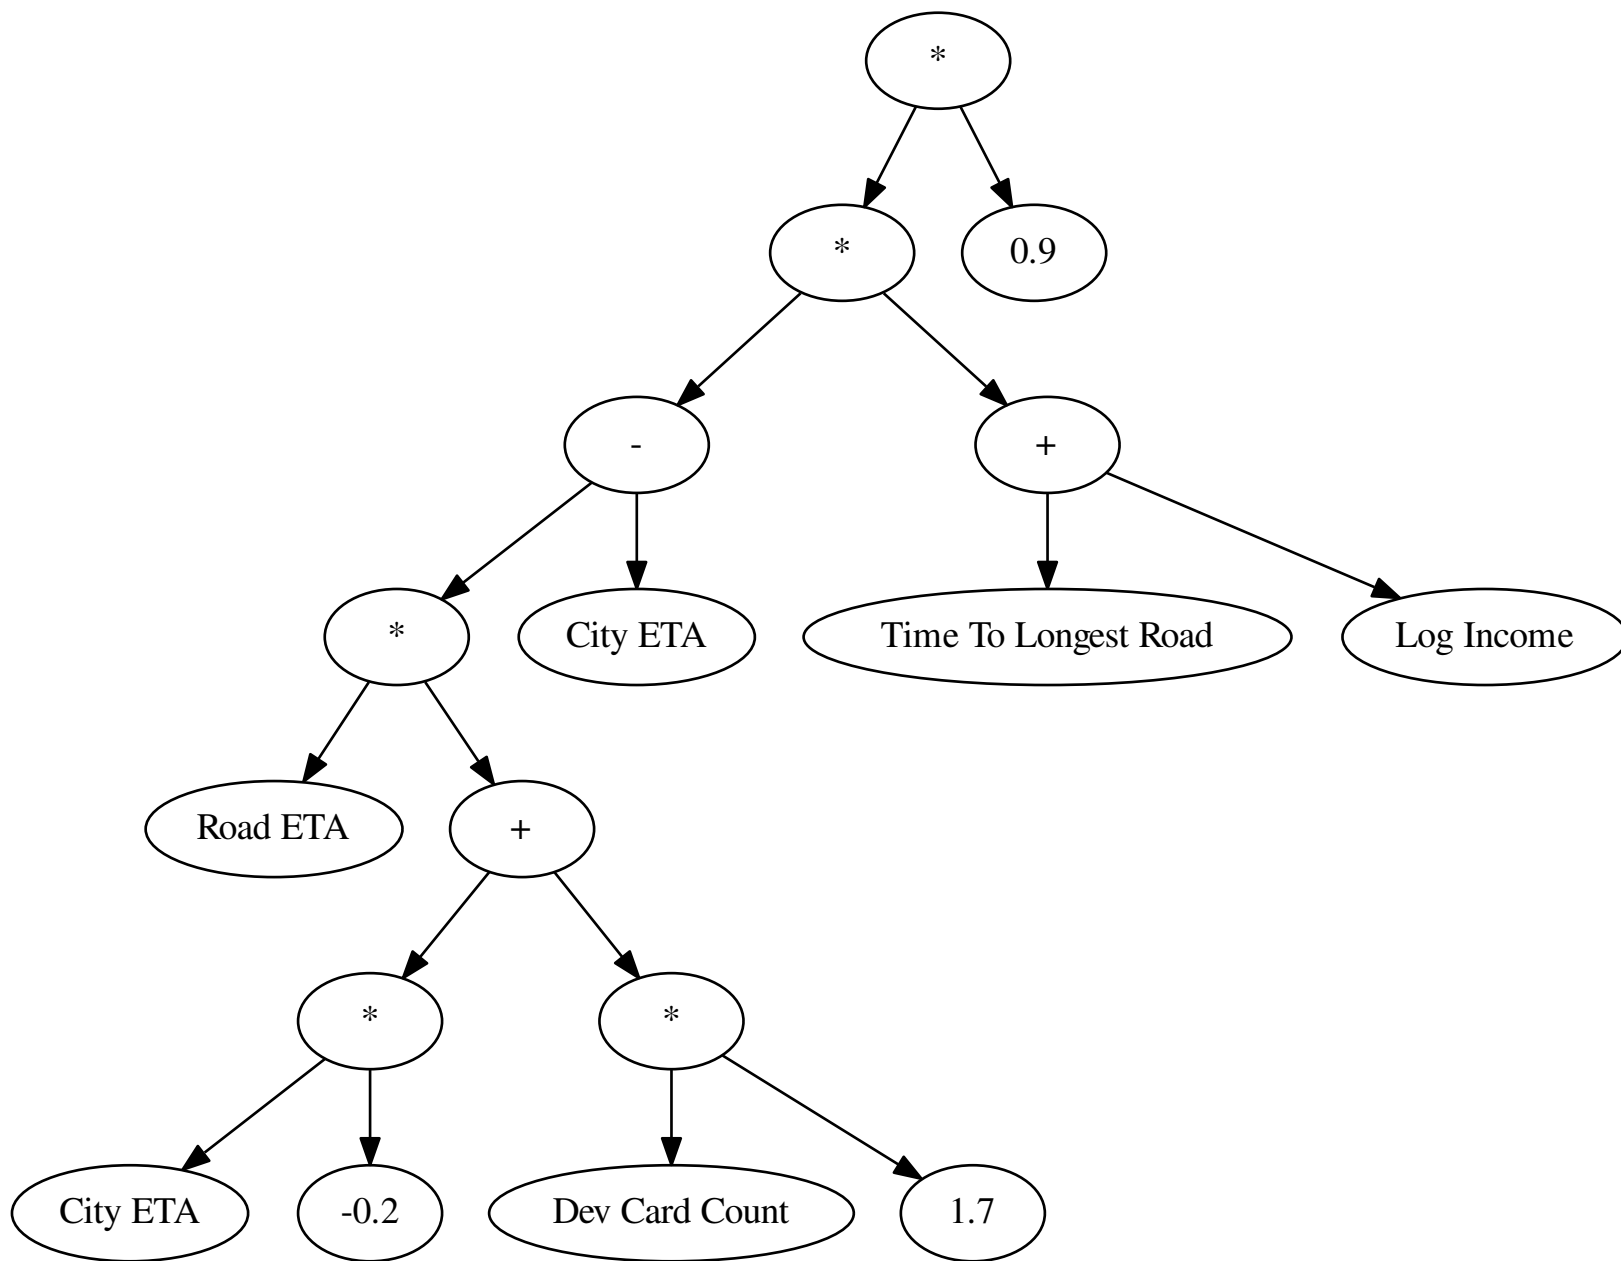 *
*
0.9
-
+
*
City ETA
Time To Longest Road
Log Income
Road ETA
+
*
*
City ETA
-0.2
Dev Card Count
1.7